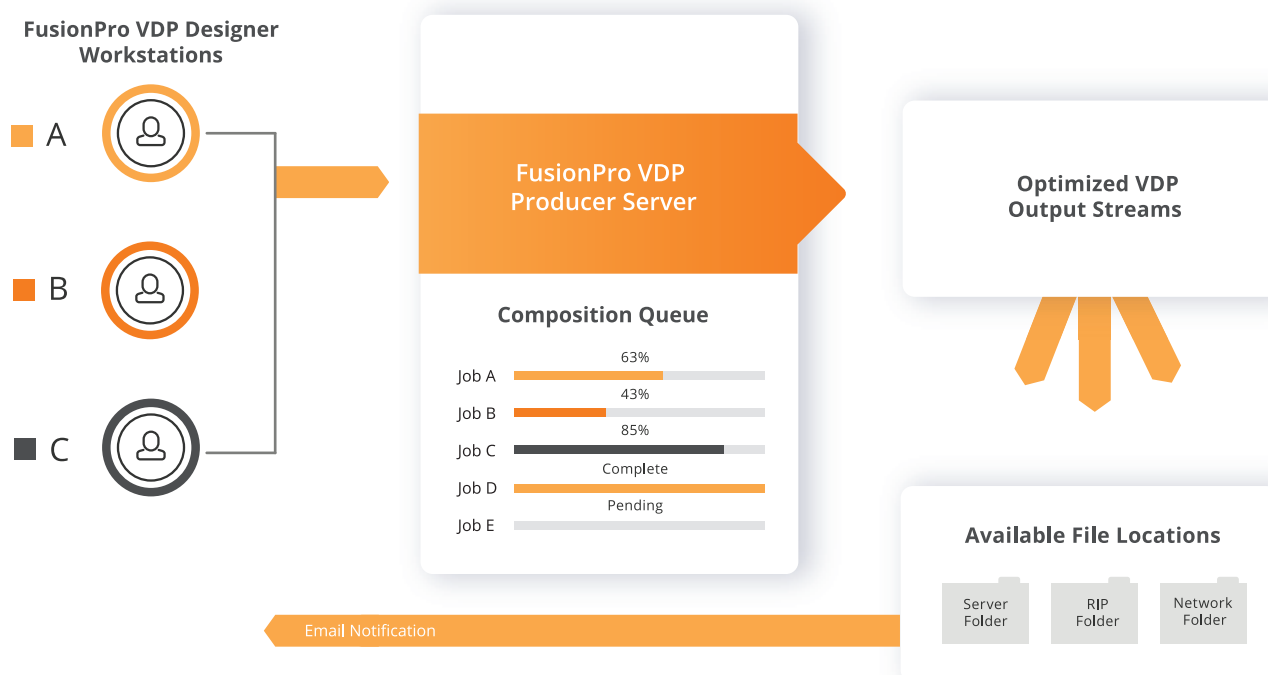 FusionPro VDP Designer
Workstations
A
B
C
FusionPro VDP
Producer Server
Composition Queue
63%
Job A
43%
Job B
85%
Job C
Complete
Job D
Pending
Job E
Optimized VDP
Output Streams
Available File Locations
Server
Folder
RIP
Folder
Network
Folder
Email Notification